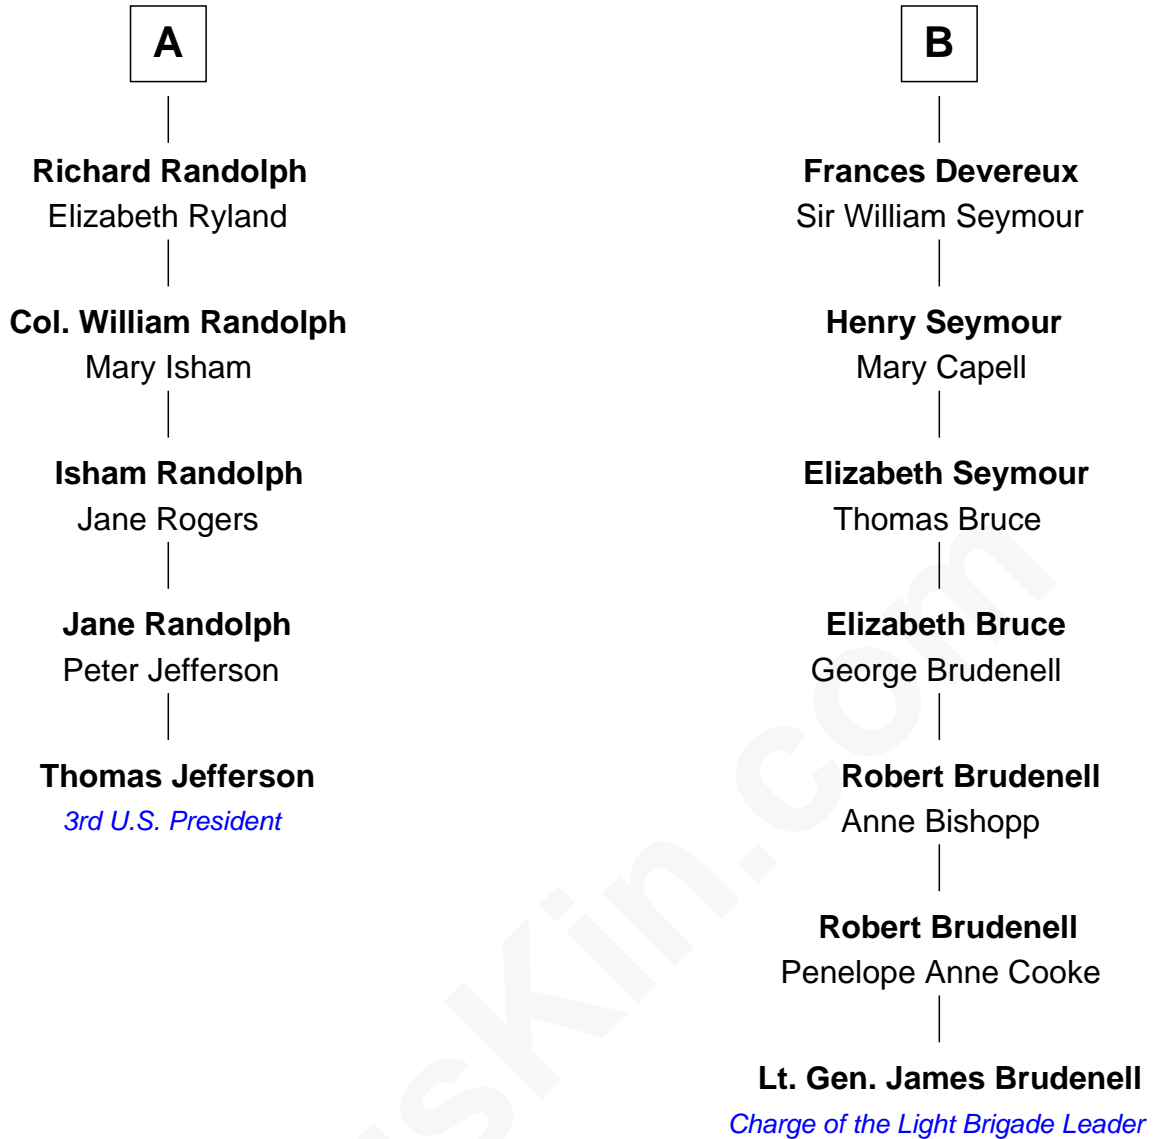 A
Richard Randolph
Elizabeth Ryland
Col. William Randolph
Mary Isham
Isham Randolph
Jane Rogers
Jane Randolph
Peter Jefferson
Thomas Jefferson
3rd U.S. President
B
Frances Devereux
Sir William Seymour
Henry Seymour
Mary Capell
Elizabeth Seymour
Thomas Bruce
Elizabeth Bruce
George Brudenell
Robert Brudenell
Anne Bishopp
Robert Brudenell
Penelope Anne Cooke
Lt. Gen. James Brudenell
Charge of the Light Brigade Leader
sKin.com